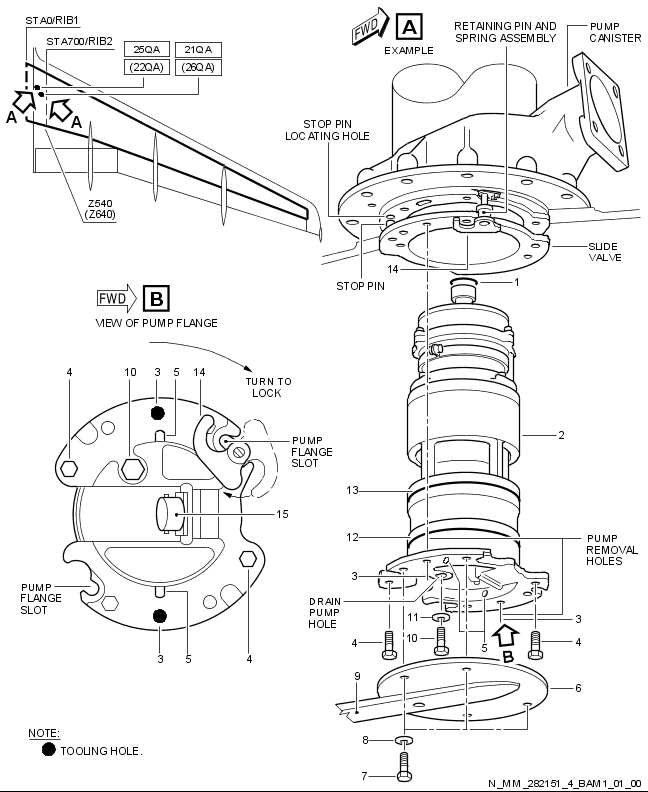 STA0/RIB1
STA700/RIB2
25QA
21QA
(22QA)
(26QA)
A
A
Z540
(Z640)
FWD
A
EXAMPLE
RETAINING PIN AND
SPRING ASSEMBLY
PUMP
CANISTER
STOP PIN
LOCATING HOLE
SLIDE
VALVE
14
STOP PIN
1
FWD
B
VIEW OF PUMP FLANGE
TURN TO
LOCK
4
10
3
5
14
PUMP
FLANGE
SLOT
15
PUMP
FLANGE
SLOT
3
5
4
2
13
12
PUMP
REMOVAL
HOLES
3
DRAIN
PUMP
HOLE
11
10
4
5
B
3
4
9
6
8
7
NOTE:
TOOLING HOLE.
N_MM_282151_4_BAM1_01_00